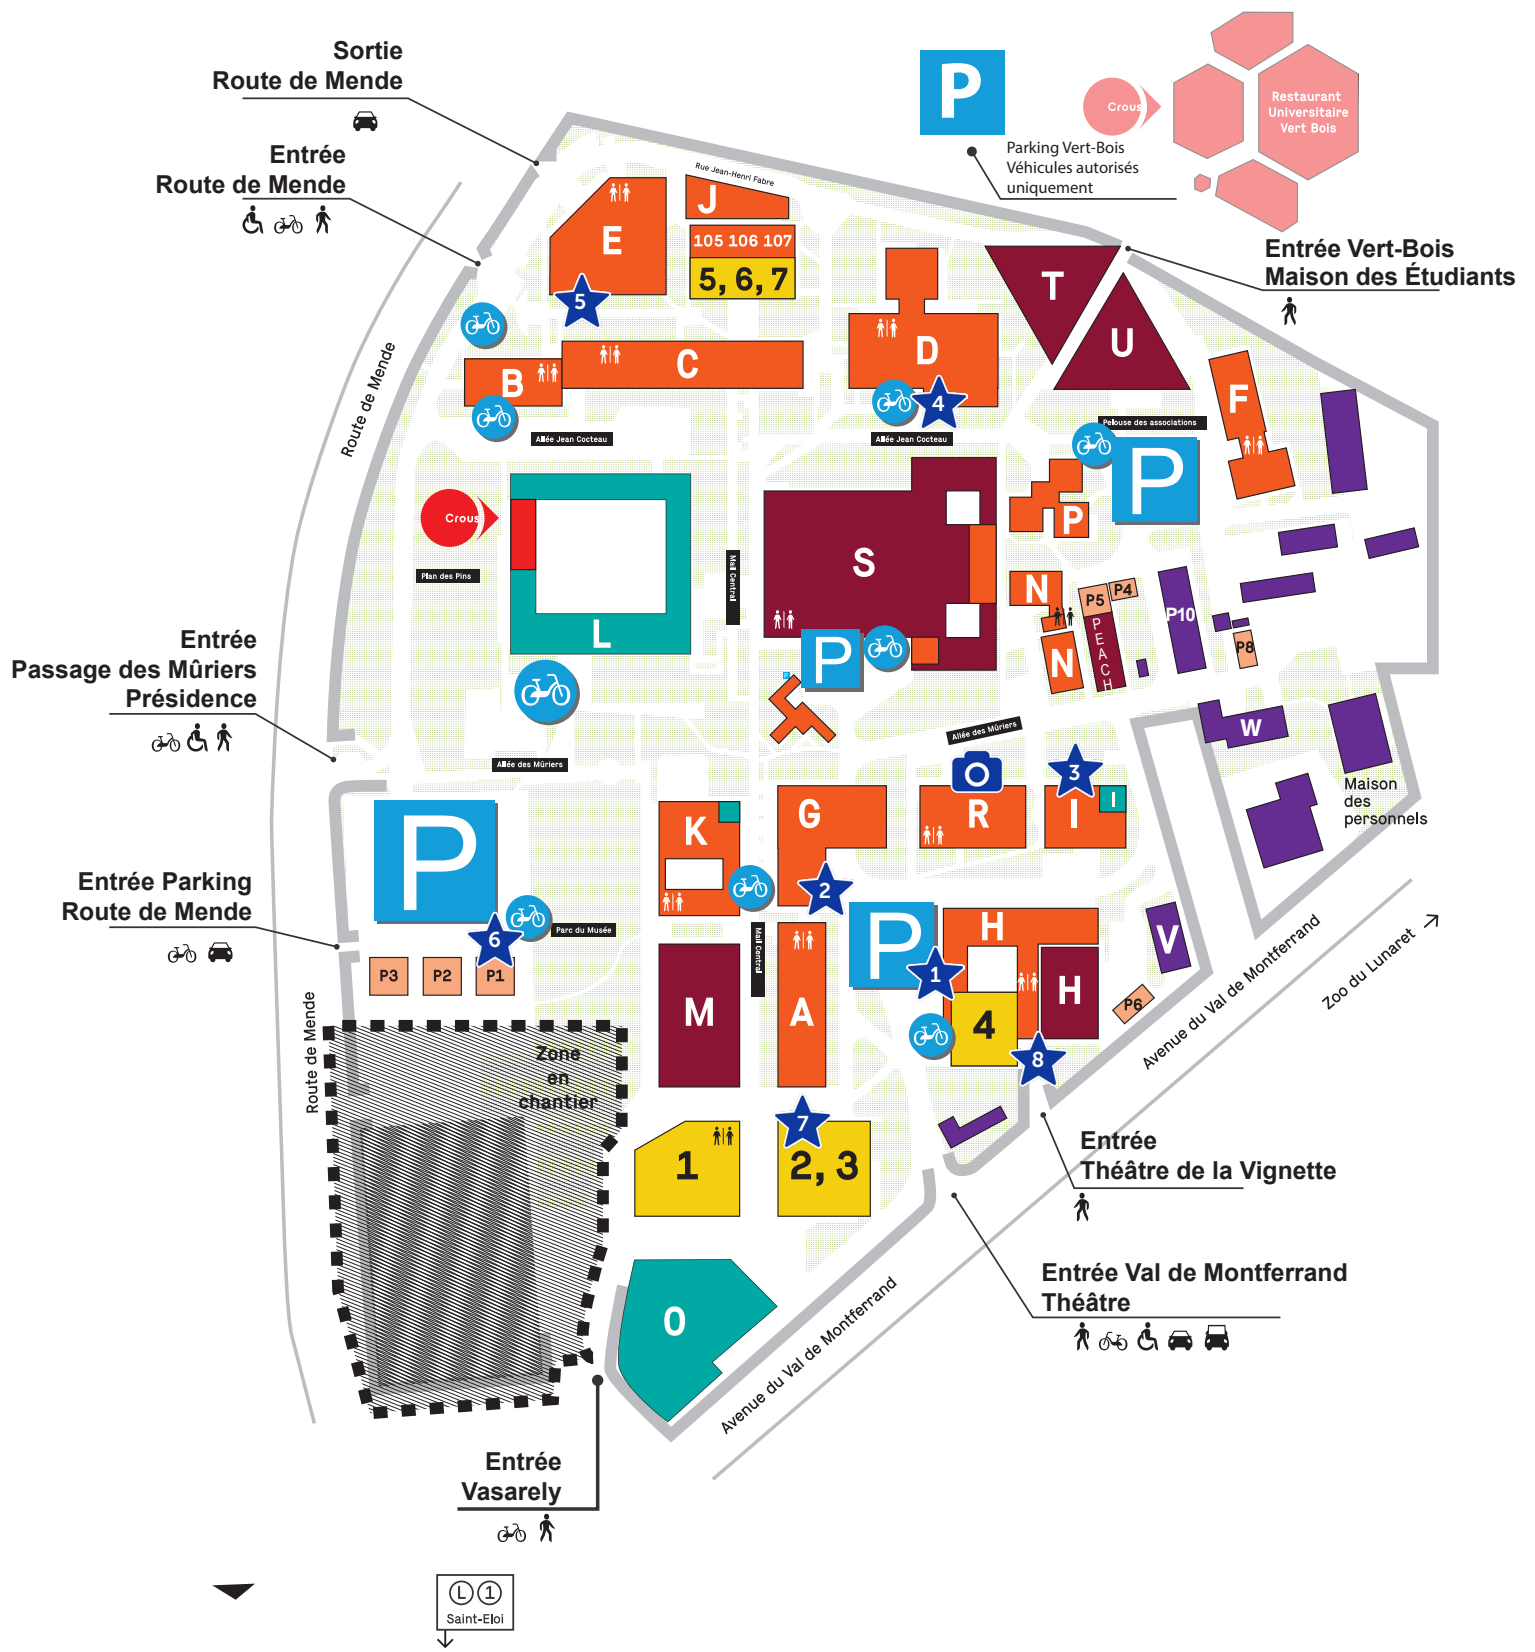 Sortie
Route de Mende
Entrée
Route de Mende
P
Parking Vert-Bois
Véhicules autorisés
uniquement
Crous
Restaurant
Universitaire
Vert Bois
Entrée Vert-Bois
Maison des Étudiants
Rue Jean-Henri Fabre
E
J
105 106 107
5, 6, 7
5
D
T
U
B
C
4
F
Route de Mende
Allée Jean Cocteau
Allée Jean Cocteau
Pelouse des associations
P
Crous
Plan des Pins
L
Mail Central
S
P
P
N
N
P5
P4
PEACH
P10
P8
W
Maison
des
personnels
Entrée
Passage des Mûriers
Présidence
Allée des Mûriers
Allée des Mûriers
3
P
K
G
R
I
I
2
Entrée Parking
Route de Mende
6
Parc du Musée
P3
P2
P1
Mail Central
M
A
P
1
H
H
4
V
P6
8
Avenue du Val de Montferrand
Zoo du Lunaret
Route de Mende
Zone
en
chantier
7
1
2, 3
Entrée
Théâtre de la Vignette
Entrée Val de Montferrand
Théâtre
O
Avenue du Val de Montferrand
Entrée
Vasarely
L 1
Saint-Eloi